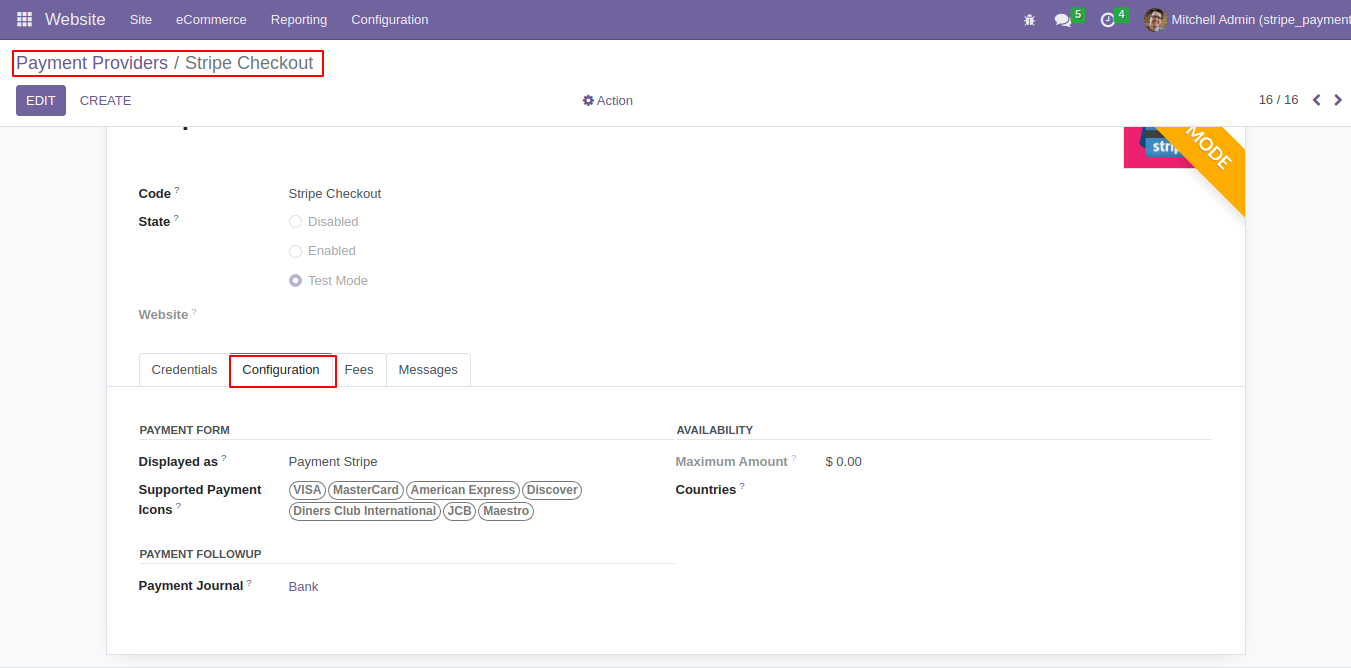 Website Site eCommerce Reporting Configuration 5 4 Mitchell Admin (stripe_payment
Payment Providers / Stripe Checkout
EDIT CREATE Action 16 / 16
MODE
Code ? Stripe Checkout
State ? Disabled
Enabled
Test Mode
Website ?
Credentials Configuration Fees Messages
PAYMENT FORM AVAILABILITY
Displayed as ? Payment Stripe Maximum Amount ? $ 0.00
Supported Payment Icons ? VISA MasterCard American Express Discover Countries ?
Diners Club International JCB Maestro
PAYMENT FOLLOWUP
Payment Journal ? Bank